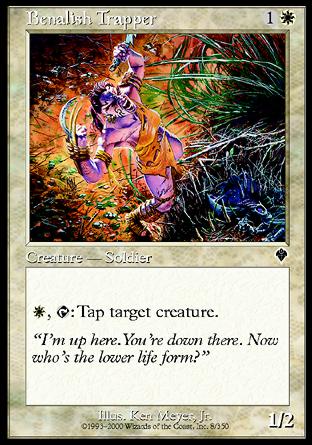 Benalish Trapper 1
Creature — Soldier
, : Tap target creature.
“I’m up here. You’re down there. Now
who’s the lower life form?”
Illus. Ken Meyer, Jr.
©1993–2000 Wizards of the Coast, Inc. 8/350
1/2